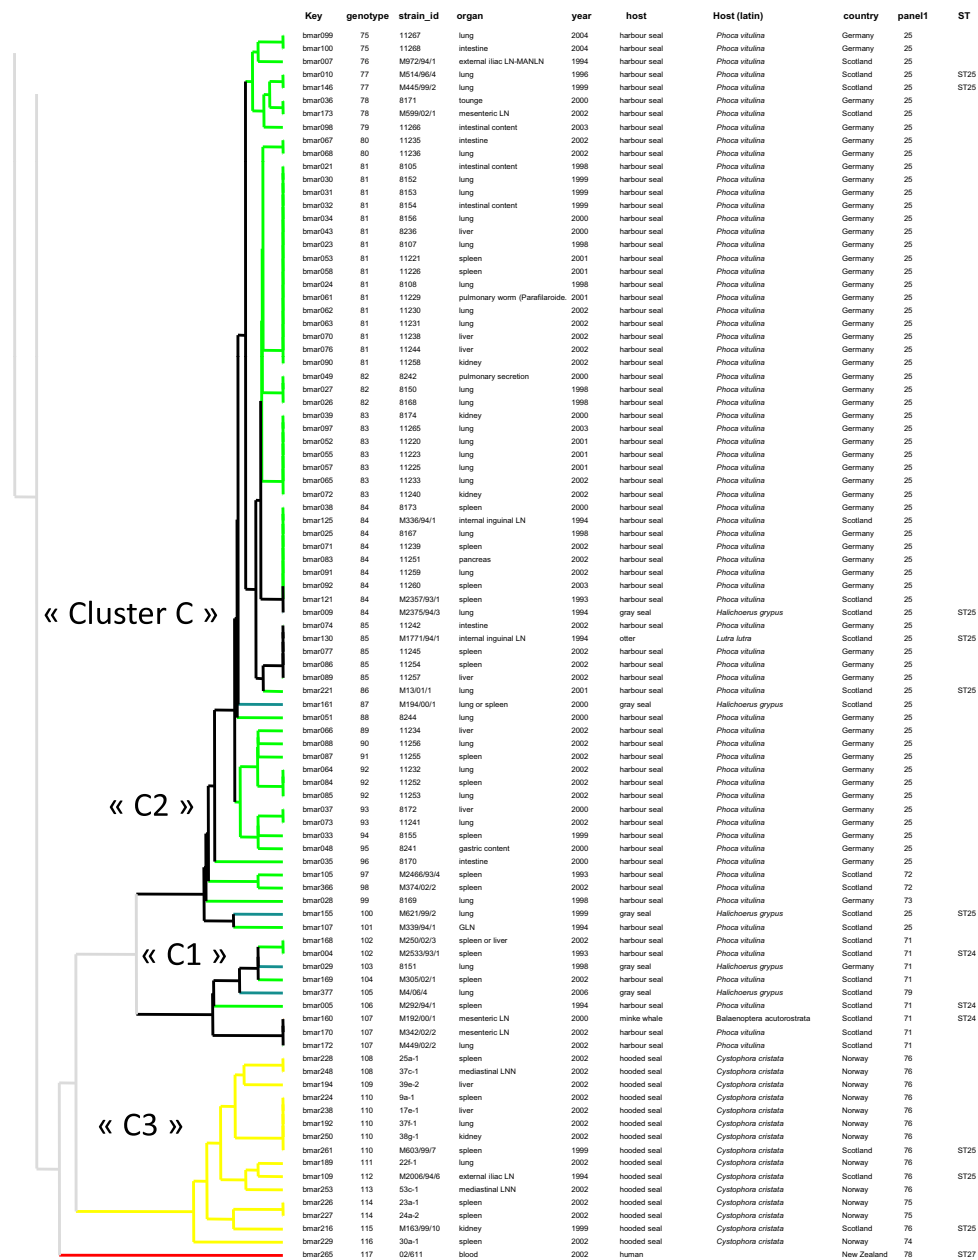 Key genotype strain_id organ year host Host (latin) country panel1 ST
bmar099 75 11267 lung 2004 harbour seal Phoca vitulina Germany 25
bmar100 75 11268 intestine 2004 harbour seal Phoca vitulina Germany 25
bmar007 76 M972/94/1 external iliac LN-MANLN 1994 harbour seal Phoca vitulina Scotland 25
bmar010 77 M514/96/4 lung 1996 harbour seal Phoca vitulina Scotland 25 ST25
bmar146 77 M445/99/2 lung 1999 harbour seal Phoca vitulina Scotland 25 ST25
bmar036 78 8171 tounge 2000 harbour seal Phoca vitulina Germany 25
bmar173 78 M599/02/1 mesenteric LN 2002 harbour seal Phoca vitulina Scotland 25
bmar098 79 11266 intestinal content 2003 harbour seal Phoca vitulina Germany 25
bmar067 80 11235 intestine 2002 harbour seal Phoca vitulina Germany 25
bmar068 80 11236 lung 2002 harbour seal Phoca vitulina Germany 25
bmar021 81 8105 intestinal content 1998 harbour seal Phoca vitulina Germany 25
bmar030 81 8152 lung 1999 harbour seal Phoca vitulina Germany 25
bmar031 81 8153 lung 1999 harbour seal Phoca vitulina Germany 25
bmar032 81 8154 intestinal content 1999 harbour seal Phoca vitulina Germany 25
bmar034 81 8156 lung 2000 harbour seal Phoca vitulina Germany 25
bmar043 81 8236 liver 2000 harbour seal Phoca vitulina Germany 25
bmar023 81 8107 lung 1998 harbour seal Phoca vitulina Germany 25
bmar053 81 11221 spleen 2001 harbour seal Phoca vitulina Germany 25
bmar058 81 11226 spleen 2001 harbour seal Phoca vitulina Germany 25
bmar024 81 8108 lung 1998 harbour seal Phoca vitulina Germany 25
bmar061 81 11229 pulmonary worm (Parafilaroide. 2001 harbour seal Phoca vitulina Germany 25
bmar062 81 11230 lung 2002 harbour seal Phoca vitulina Germany 25
bmar063 81 11231 lung 2002 harbour seal Phoca vitulina Germany 25
bmar070 81 11238 liver 2002 harbour seal Phoca vitulina Germany 25
bmar076 81 11244 liver 2002 harbour seal Phoca vitulina Germany 25
bmar090 81 11258 kidney 2002 harbour seal Phoca vitulina Germany 25
bmar049 82 8242 pulmonary secretion 2000 harbour seal Phoca vitulina Germany 25
bmar027 82 8150 lung 1998 harbour seal Phoca vitulina Germany 25
bmar026 82 8168 lung 1998 harbour seal Phoca vitulina Germany 25
bmar039 83 8174 kidney 2000 harbour seal Phoca vitulina Germany 25
bmar097 83 11265 lung 2003 harbour seal Phoca vitulina Germany 25
bmar052 83 11220 lung 2001 harbour seal Phoca vitulina Germany 25
bmar055 83 11223 lung 2001 harbour seal Phoca vitulina Germany 25
bmar057 83 11225 lung 2001 harbour seal Phoca vitulina Germany 25
bmar065 83 11233 lung 2002 harbour seal Phoca vitulina Germany 25
bmar072 83 11240 kidney 2002 harbour seal Phoca vitulina Germany 25
bmar038 84 8173 spleen 2000 harbour seal Phoca vitulina Germany 25
bmar125 84 M336/94/1 internal inguinal LN 1994 harbour seal Phoca vitulina Scotland 25
bmar025 84 8167 lung 1998 harbour seal Phoca vitulina Germany 25
bmar071 84 11239 spleen 2002 harbour seal Phoca vitulina Germany 25
bmar083 84 11251 pancreas 2002 harbour seal Phoca vitulina Germany 25
bmar091 84 11259 lung 2002 harbour seal Phoca vitulina Germany 25
bmar092 84 11260 spleen 2003 harbour seal Phoca vitulina Germany 25
bmar121 84 M2357/93/1 spleen 1993 harbour seal Phoca vitulina Scotland 25
« Cluster C »
bmar009 84 M2375/94/3 lung 1994 gray seal Halichoerus grypus Scotland 25 ST25
bmar074 85 11242 intestine 2002 harbour seal Phoca vitulina Germany 25
bmar130 85 M1771/94/1 internal inguinal LN 1994 otter Lutra lutra Scotland 25 ST25
bmar077 85 11245 spleen 2002 harbour seal Phoca vitulina Germany 25
bmar086 85 11254 spleen 2002 harbour seal Phoca vitulina Germany 25
bmar089 85 11257 liver 2002 harbour seal Phoca vitulina Germany 25
bmar221 86 M13/01/1 lung 2001 harbour seal Phoca vitulina Scotland 25 ST25
bmar161 87 M194/00/1 lung or spleen 2000 gray seal Halichoerus grypus Scotland 25
bmar051 88 8244 lung 2000 harbour seal Phoca vitulina Germany 25
bmar066 89 11234 liver 2002 harbour seal Phoca vitulina Germany 25
bmar088 90 11256 lung 2002 harbour seal Phoca vitulina Germany 25
bmar087 91 11255 spleen 2002 harbour seal Phoca vitulina Germany 25
bmar064 92 11232 lung 2002 harbour seal Phoca vitulina Germany 25
bmar084 92 11252 spleen 2002 harbour seal Phoca vitulina Germany 25
bmar085 92 11253 lung 2002 harbour seal Phoca vitulina Germany 25
« C2 »
bmar037 93 8172 liver 2000 harbour seal Phoca vitulina Germany 25
bmar073 93 11241 lung 2002 harbour seal Phoca vitulina Germany 25
bmar033 94 8155 spleen 1999 harbour seal Phoca vitulina Germany 25
bmar048 95 8241 gastric content 2000 harbour seal Phoca vitulina Germany 25
bmar035 96 8170 intestine 2000 harbour seal Phoca vitulina Germany 25
bmar105 97 M2466/93/4 spleen 1993 harbour seal Phoca vitulina Scotland 72
bmar366 98 M374/02/2 spleen 2002 harbour seal Phoca vitulina Scotland 72
bmar028 99 8169 lung 1998 harbour seal Phoca vitulina Germany 73
bmar155 100 M621/99/2 lung 1999 gray seal Halichoerus grypus Scotland 25 ST25
bmar107 101 M339/94/1 GLN 1994 harbour seal Phoca vitulina Scotland 25
bmar168 102 M250/02/3 spleen or liver 2002 harbour seal Phoca vitulina Scotland 71
« C1 »
bmar004 102 M2533/93/1 spleen 1993 harbour seal Phoca vitulina Scotland 71 ST24
bmar029 103 8151 lung 1998 gray seal Halichoerus grypus Germany 71
bmar169 104 M305/02/1 spleen 2002 harbour seal Phoca vitulina Scotland 71
bmar377 105 M4/06/4 lung 2006 gray seal Halichoerus grypus Scotland 79
bmar005 106 M292/94/1 spleen 1994 harbour seal Phoca vitulina Scotland 71 ST24
bmar160 107 M192/00/1 mesenteric LN 2000 minke whale Balaenoptera acutorostrata Scotland 71 ST24
bmar170 107 M342/02/2 mesenteric LN 2002 harbour seal Phoca vitulina Scotland 71
bmar172 107 M449/02/2 lung 2002 harbour seal Phoca vitulina Scotland 71
bmar228 108 25a-1 spleen 2002 hooded seal Cystophora cristata Norway 76
bmar248 108 37c-1 mediastinal LNN 2002 hooded seal Cystophora cristata Norway 76
bmar194 109 39e-2 liver 2002 hooded seal Cystophora cristata Norway 76
bmar224 110 9a-1 spleen 2002 hooded seal Cystophora cristata Norway 76
bmar238 110 17e-1 liver 2002 hooded seal Cystophora cristata Norway 76
« C3 »
bmar192 110 37f-1 lung 2002 hooded seal Cystophora cristata Norway 76
bmar250 110 38g-1 kidney 2002 hooded seal Cystophora cristata Norway 76
bmar261 110 M603/99/7 spleen 1999 hooded seal Cystophora cristata Scotland 76 ST25
bmar189 111 22f-1 lung 2002 hooded seal Cystophora cristata Norway 76
bmar109 112 M2006/94/6 external iliac LN 1994 hooded seal Cystophora cristata Scotland 76 ST25
bmar253 113 53c-1 mediastinal LNN 2002 hooded seal Cystophora cristata Norway 76
bmar226 114 23a-1 spleen 2002 hooded seal Cystophora cristata Norway 75
bmar227 114 24a-2 spleen 2002 hooded seal Cystophora cristata Norway 75
bmar216 115 M163/99/10 kidney 1999 hooded seal Cystophora cristata Scotland 76 ST25
bmar229 116 30a-1 spleen 2002 hooded seal Cystophora cristata Norway 74
bmar265 117 02/611 blood 2002 human New Zealand 78 ST27